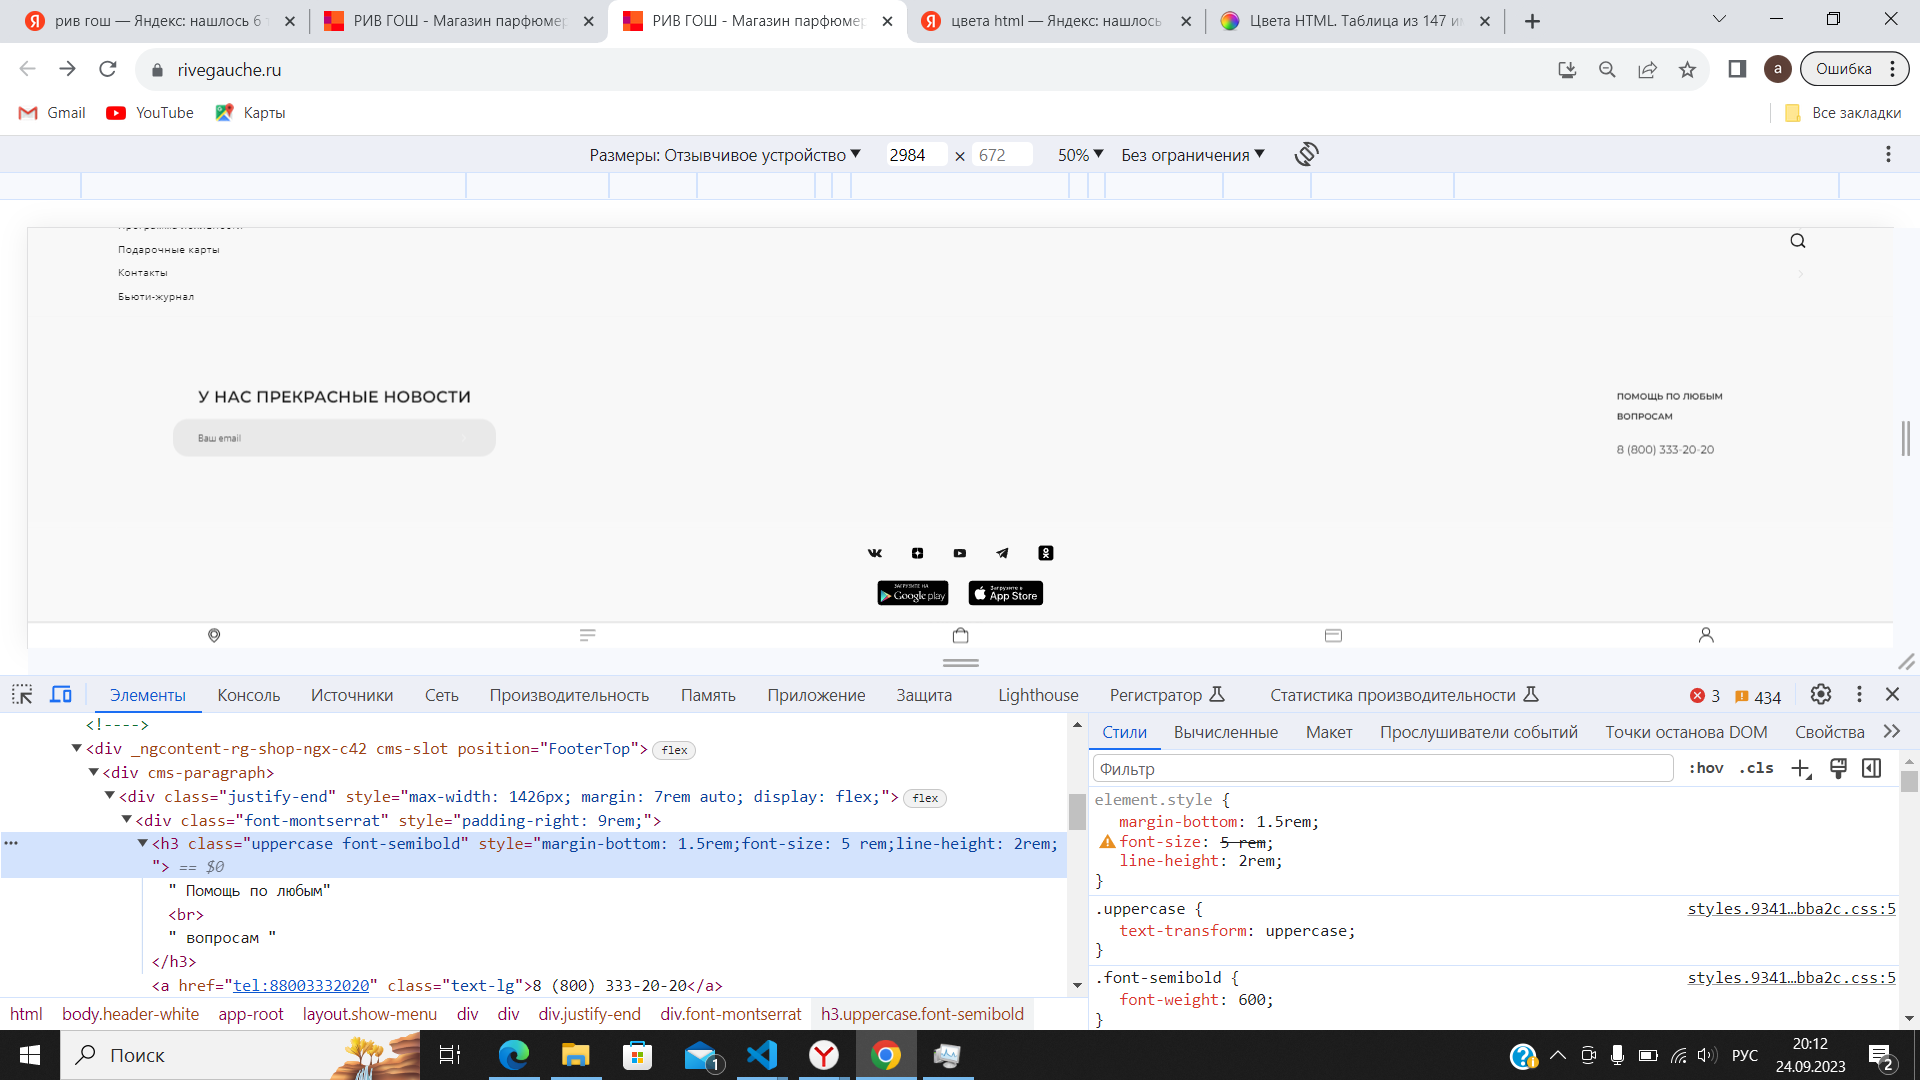 рив гош — Яндекс: нашлось 6
РИВ ГОШ - Магазин парфюмер
РИВ ГОШ - Магазин парфюмер
цвета html — Яндекс: нашлось
Цвета HTML. Таблица из 147
rivegauche.ru
a
Ошибка
Gmail
YouTube
Карты
Все закладки
Размеры: Отзывчивое устройство ▼
2984 × 672
50% ▼
Без ограничения ▼
Подарочные карты
Контакты
Бьюти-журнал
У НАС ПРЕКРАСНЫЕ НОВОСТИ
Ваш email
ПОМОЩЬ ПО ЛЮБЫМ
ВОПРОСАМ
8 (800) 333-20-20
ЗАГРУЗИТЕ НА
Google play
Загрузите в
App Store
Элементы
Консоль
Источники
Сеть
Производительность
Память
Приложение
Защита
Lighthouse
Регистратор
Статистика производительности
3
434
<!---->
<div _ngcontent-rg-shop-ngx-c42 cms-slot position="FooterTop"> flex
<div cms-paragraph>
<div class="justify-end" style="max-width: 1426px; margin: 7rem auto; display: flex;"> flex
<div class="font-montserrat" style="padding-right: 9rem;">
<h3 class="uppercase font-semibold" style="margin-bottom: 1.5rem;font-size: 5 rem;line-height: 2rem;
"> == $0
" Помощь по любым"
<br>
" вопросам "
</h3>
<a href="tel:88003332020" class="text-lg">8 (800) 333-20-20</a>
html
body.header-white
app-root
layout.show-menu
div
div
div.justify-end
div.font-montserrat
h3.uppercase.font-semibold
Стили
Вычисленные
Макет
Прослушиватели событий
Точки останова DOM
Свойства
Фильтр
:hov
.cls
element.style {
margin-bottom: 1.5rem;
font-size: 5 rem;
line-height: 2rem;
}
.uppercase {
styles.9341…bba2c.css:5
text-transform: uppercase;
}
.font-semibold {
styles.9341…bba2c.css:5
font-weight: 600;
}
Поиск
1
РУС
20:12
24.09.2023
2